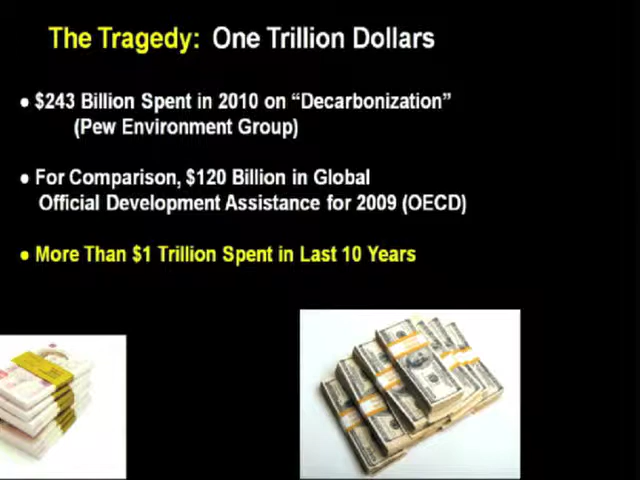 The Tragedy: One Trillion Dollars
● $243 Billion Spent in 2010 on “Decarbonization”
(Pew Environment Group)
● For Comparison, $120 Billion in Global
Official Development Assistance for 2009 (OECD)
● More Than $1 Trillion Spent in Last 10 Years